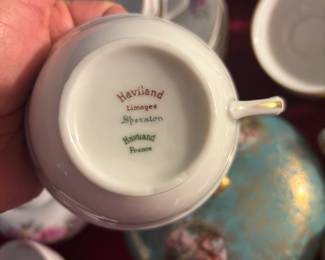 Haviland
Limoges
Sheraton
Haviland
France